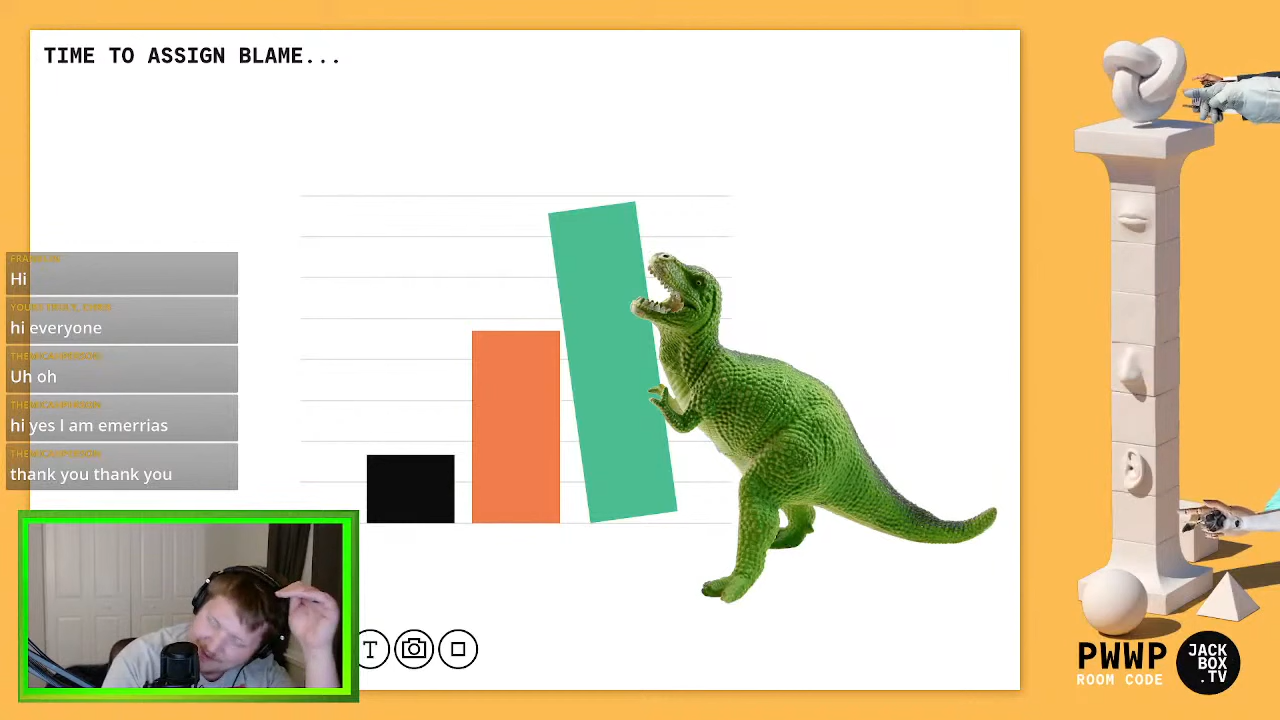 TIME TO ASSIGN BLAME...
Hi
hi everyone
Uh oh
hi yes I am emerrias
thank you thank you
T
PWWP
ROOM CODE
JACK
BOX
.TV